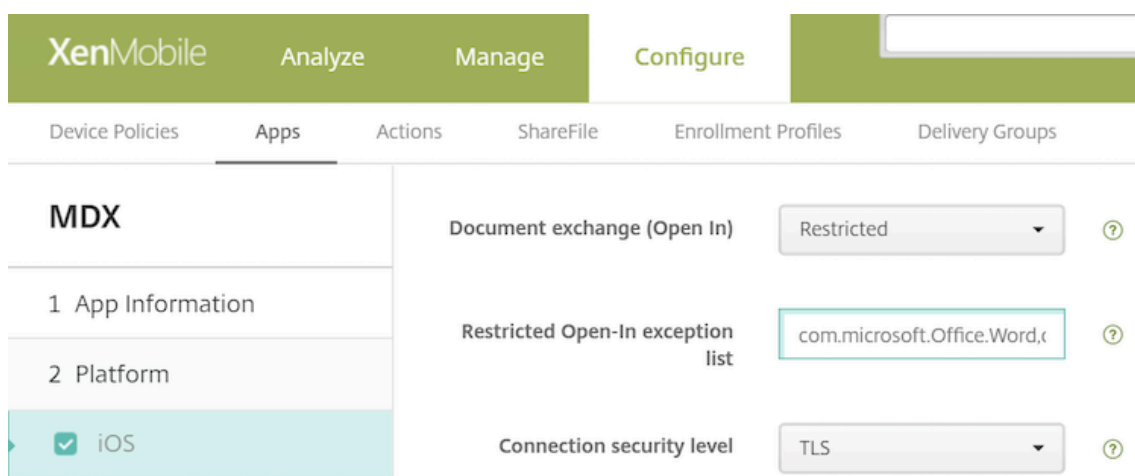 XenMobile Analyze Manage Configure
Device Policies Apps Actions ShareFile Enrollment Profiles Delivery Groups
MDX
1 App Information
2 Platform
iOS
Document exchange (Open In) Restricted ?
Restricted Open-In exception
list
com.microsoft.Office.Word, ?
Connection security level TLS ?